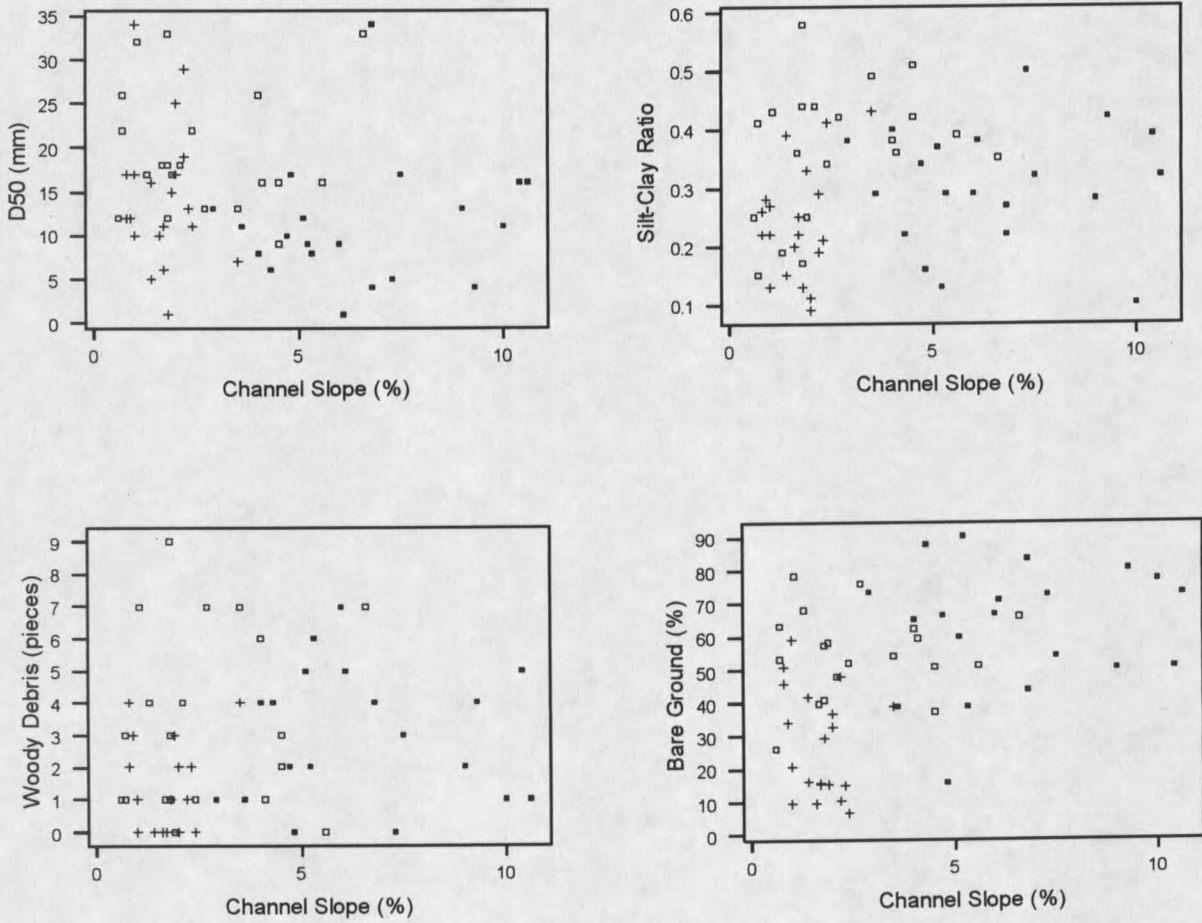 35
30
25
20
15
10
5
0
D50 (mm)
0 5 10
Channel Slope (%)
0.6
0.5
0.4
0.3
0.2
0.1
Silt-Clay Ratio
0 5 10
Channel Slope (%)
9
8
7
6
5
4
3
2
1
0
Woody Debris (pieces)
0 5 10
Channel Slope (%)
90
80
70
60
50
40
30
20
10
0
Bare Ground (%)
0 5 10
Channel Slope (%)